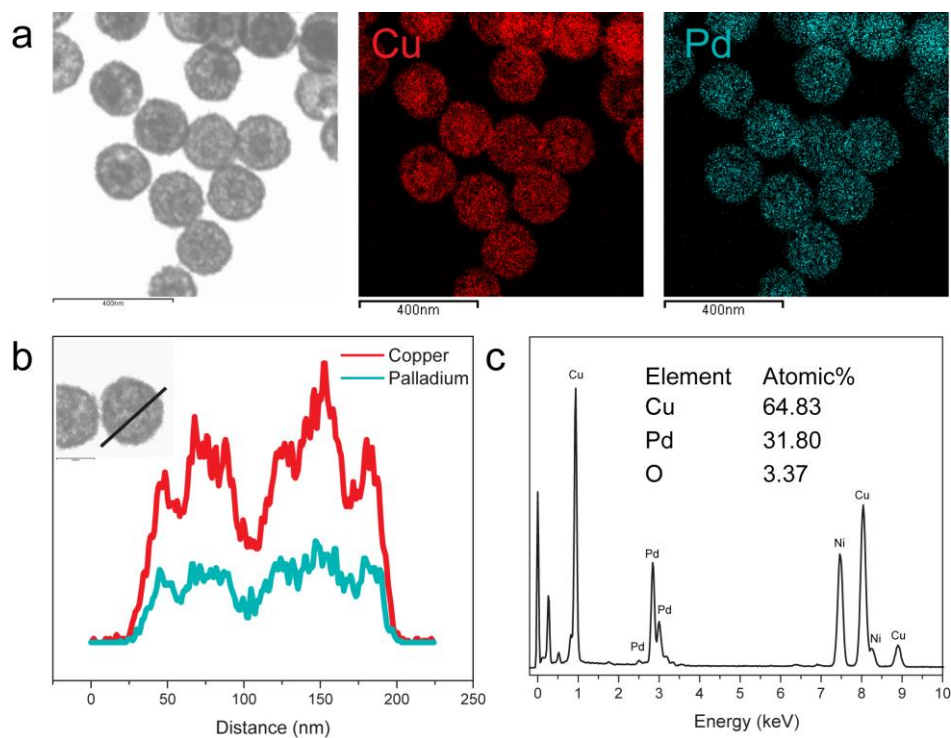 a
Cu
Pd
400nm
400nm
400nm
b
Copper
Palladium
0 50 100 150 200 250
Distance (nm)
c
Element Atomic%
Cu 64.83
Pd 31.80
O 3.37
Cu
Pd
Pd
Pd
Ni
Cu
Ni
Cu
0 1 2 3 4 5 6 7 8 9 10
Energy (keV)